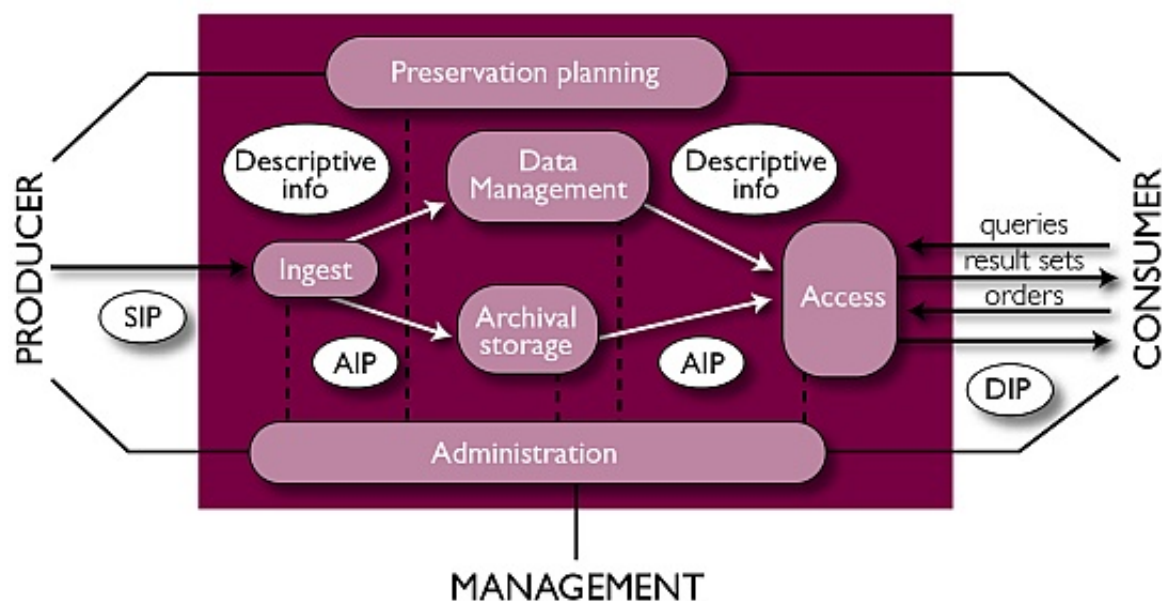 Preservation planning
Descriptive
info
Data
Management
Descriptive
info
PRODUCER
CONSUMER
queries
Ingest
result sets
Access
orders
SIP
Archival
storage
AIP
AIP
DIP
Administration
MANAGEMENT